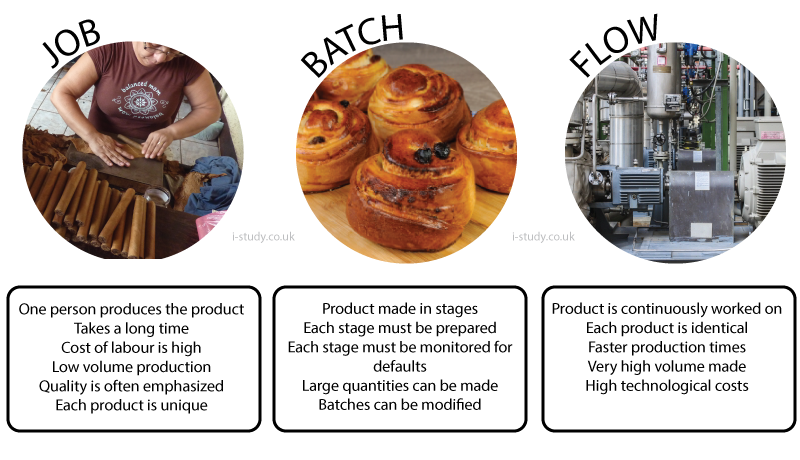 JOB
BATCH
FLOW
balanced mom
i-study.co.uk
i-study.co.uk
One person produces the product
Takes a long time
Cost of labour is high
Low volume production
Quality is often emphasized
Each product is unique
Product made in stages
Each stage must be prepared
Each stage must be monitored for
defaults
Large quantities can be made
Batches can be modified
Product is continuously worked on
Each product is identical
Faster production times
Very high volume made
High technological costs